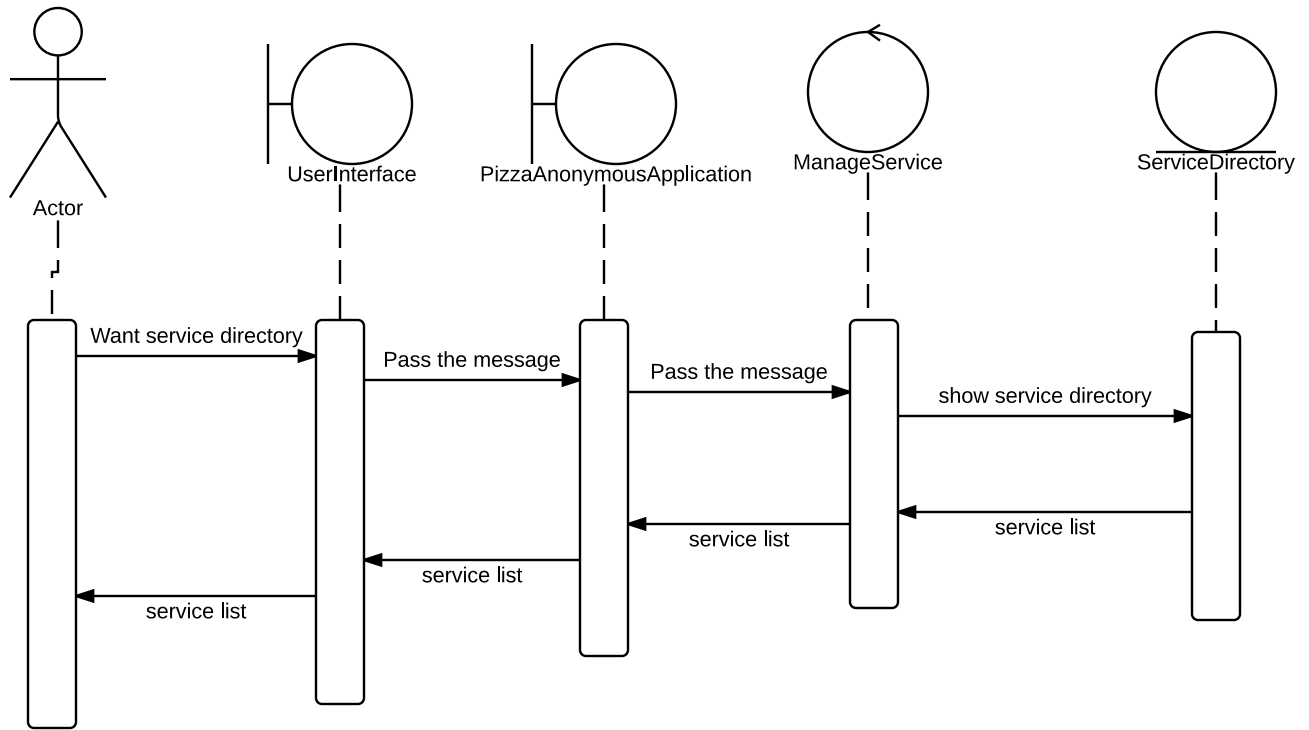 Actor
UserInterface
PizzaAnonymousApplication
ManageService
ServiceDirectory
Want service directory
Pass the message
Pass the message
show service directory
service list
service list
service list
service list